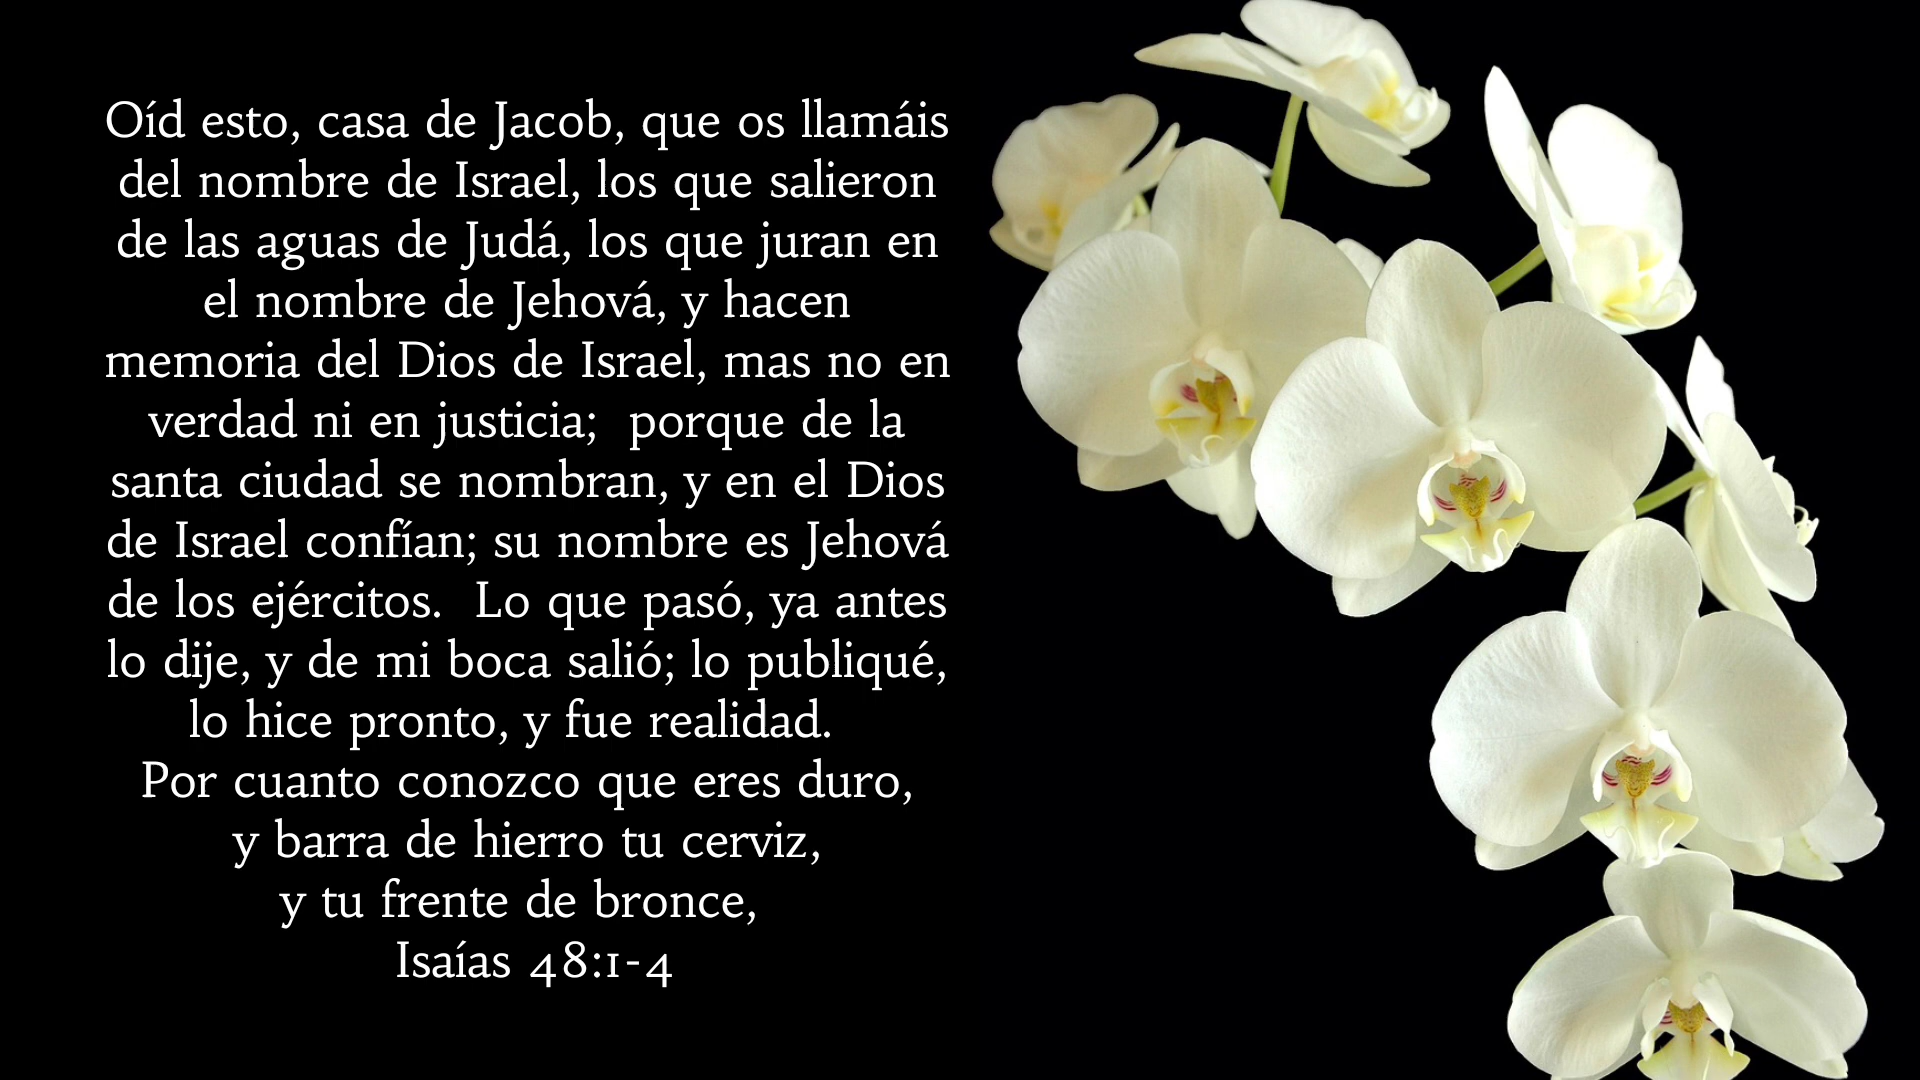 Oíd esto, casa de Jacob, que os llamáis
del nombre de Israel, los que salieron
de las aguas de Judá, los que juran en
el nombre de Jehová, y hacen
memoria del Dios de Israel, mas no en
verdad ni en justicia;  porque de la
santa ciudad se nombran, y en el Dios
de Israel confían; su nombre es Jehová
de los ejércitos.  Lo que pasó, ya antes
lo dije, y de mi boca salió; lo publiqué,
lo hice pronto, y fue realidad.
Por cuanto conozco que eres duro,
y barra de hierro tu cerviz,
y tu frente de bronce,
Isaías 48:1-4